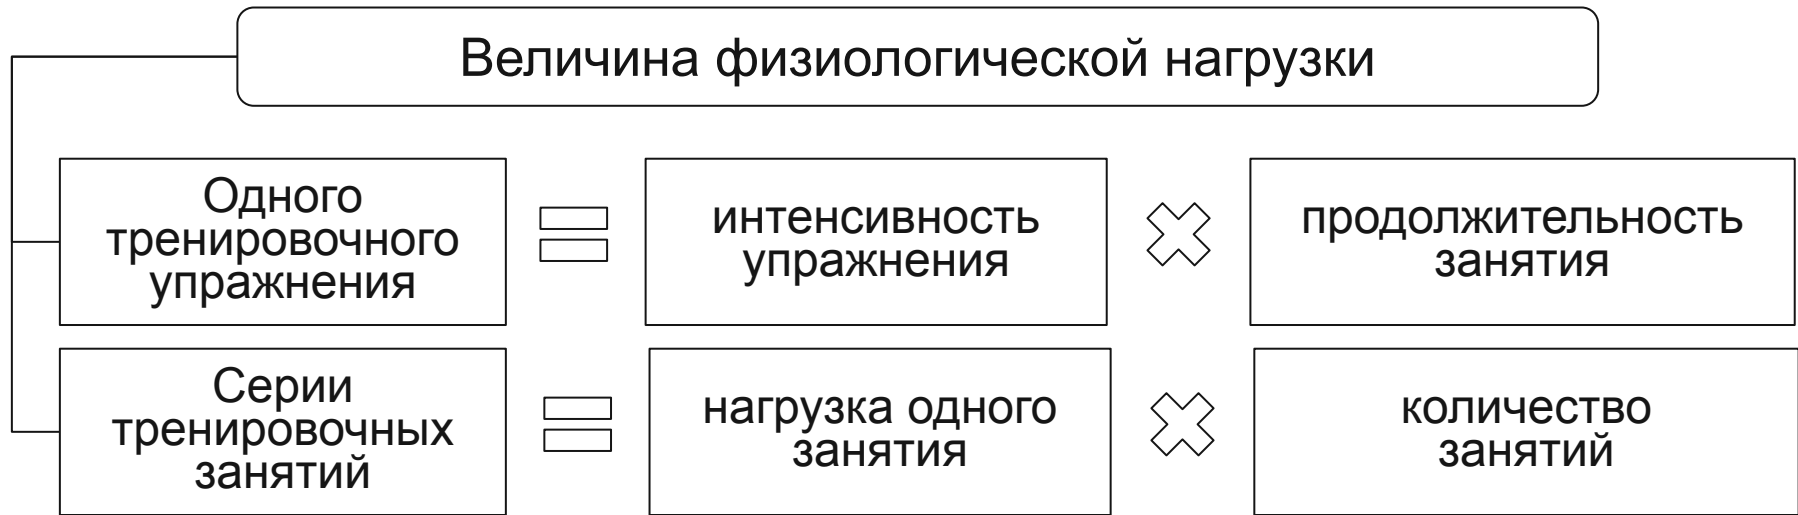 Величина физиологической нагрузки
Одного
тренировочного
упражнения
интенсивность
упражнения
продолжительность
занятия
Серии
тренировочных
занятий
нагрузка одного
занятия
количество
занятий